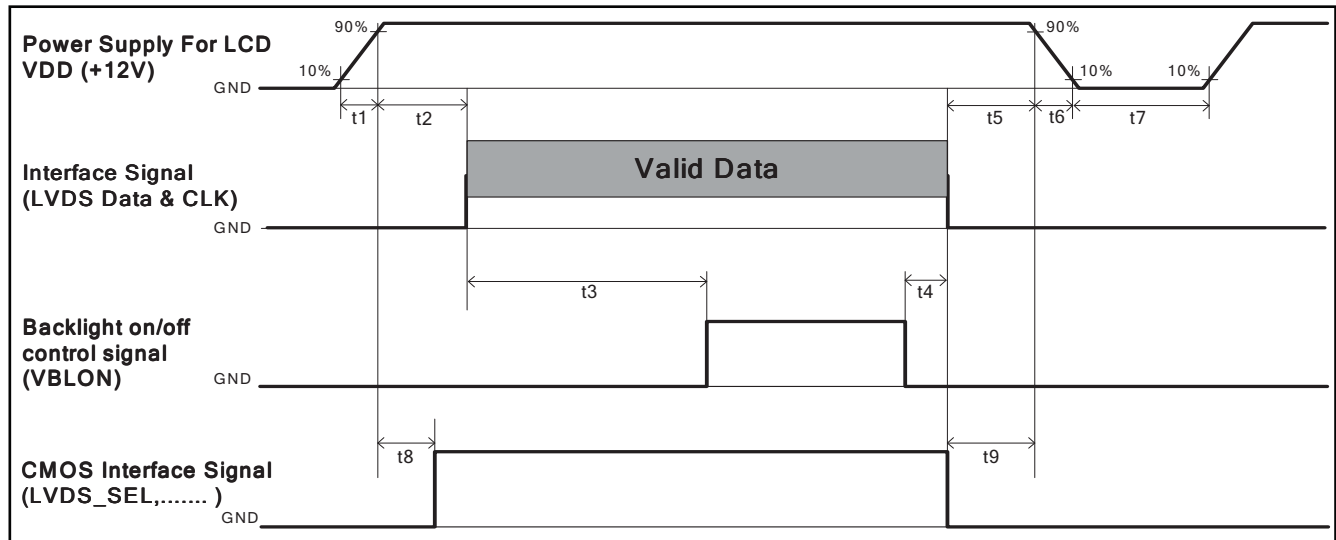 Power Supply For LCD
VDD (+12V)
GND
90%
10%
90%
10%
10%
t1
t2
t5
t6
t7
Interface Signal
(LVDS Data & CLK)
GND
Valid Data
t3
t4
Backlight on/off
control signal
(VBLON)
GND
t8
t9
CMOS Interface Signal
(LVDS_SEL,....... )
GND